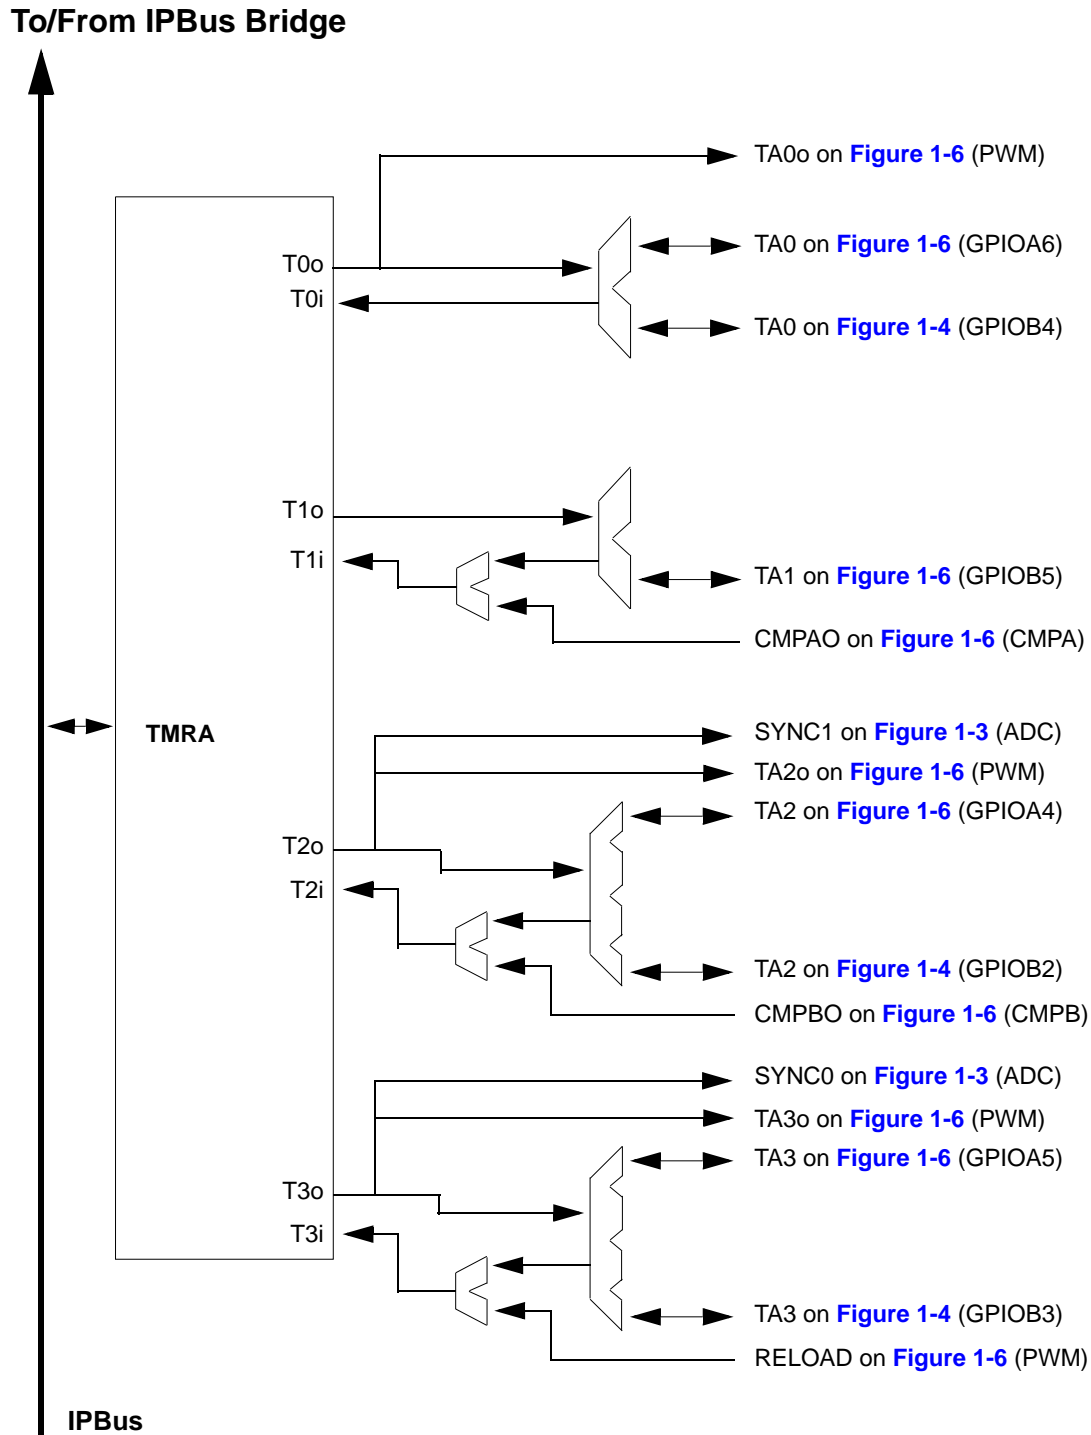 To/From IPBus Bridge
TA0o on Figure 1-6 (PWM)
TA0 on Figure 1-6 (GPIOA6)
T0o
T0i
TA0 on Figure 1-4 (GPIOB4)
T1o
T1i
TA1 on Figure 1-6 (GPIOB5)
CMPAO on Figure 1-6 (CMPA)
TMRA
SYNC1 on Figure 1-3 (ADC)
TA2o on Figure 1-6 (PWM)
TA2 on Figure 1-6 (GPIOA4)
T2o
T2i
TA2 on Figure 1-4 (GPIOB2)
CMPBO on Figure 1-6 (CMPB)
SYNC0 on Figure 1-3 (ADC)
TA3o on Figure 1-6 (PWM)
TA3 on Figure 1-6 (GPIOA5)
T3o
T3i
TA3 on Figure 1-4 (GPIOB3)
RELOAD on Figure 1-6 (PWM)
IPBus